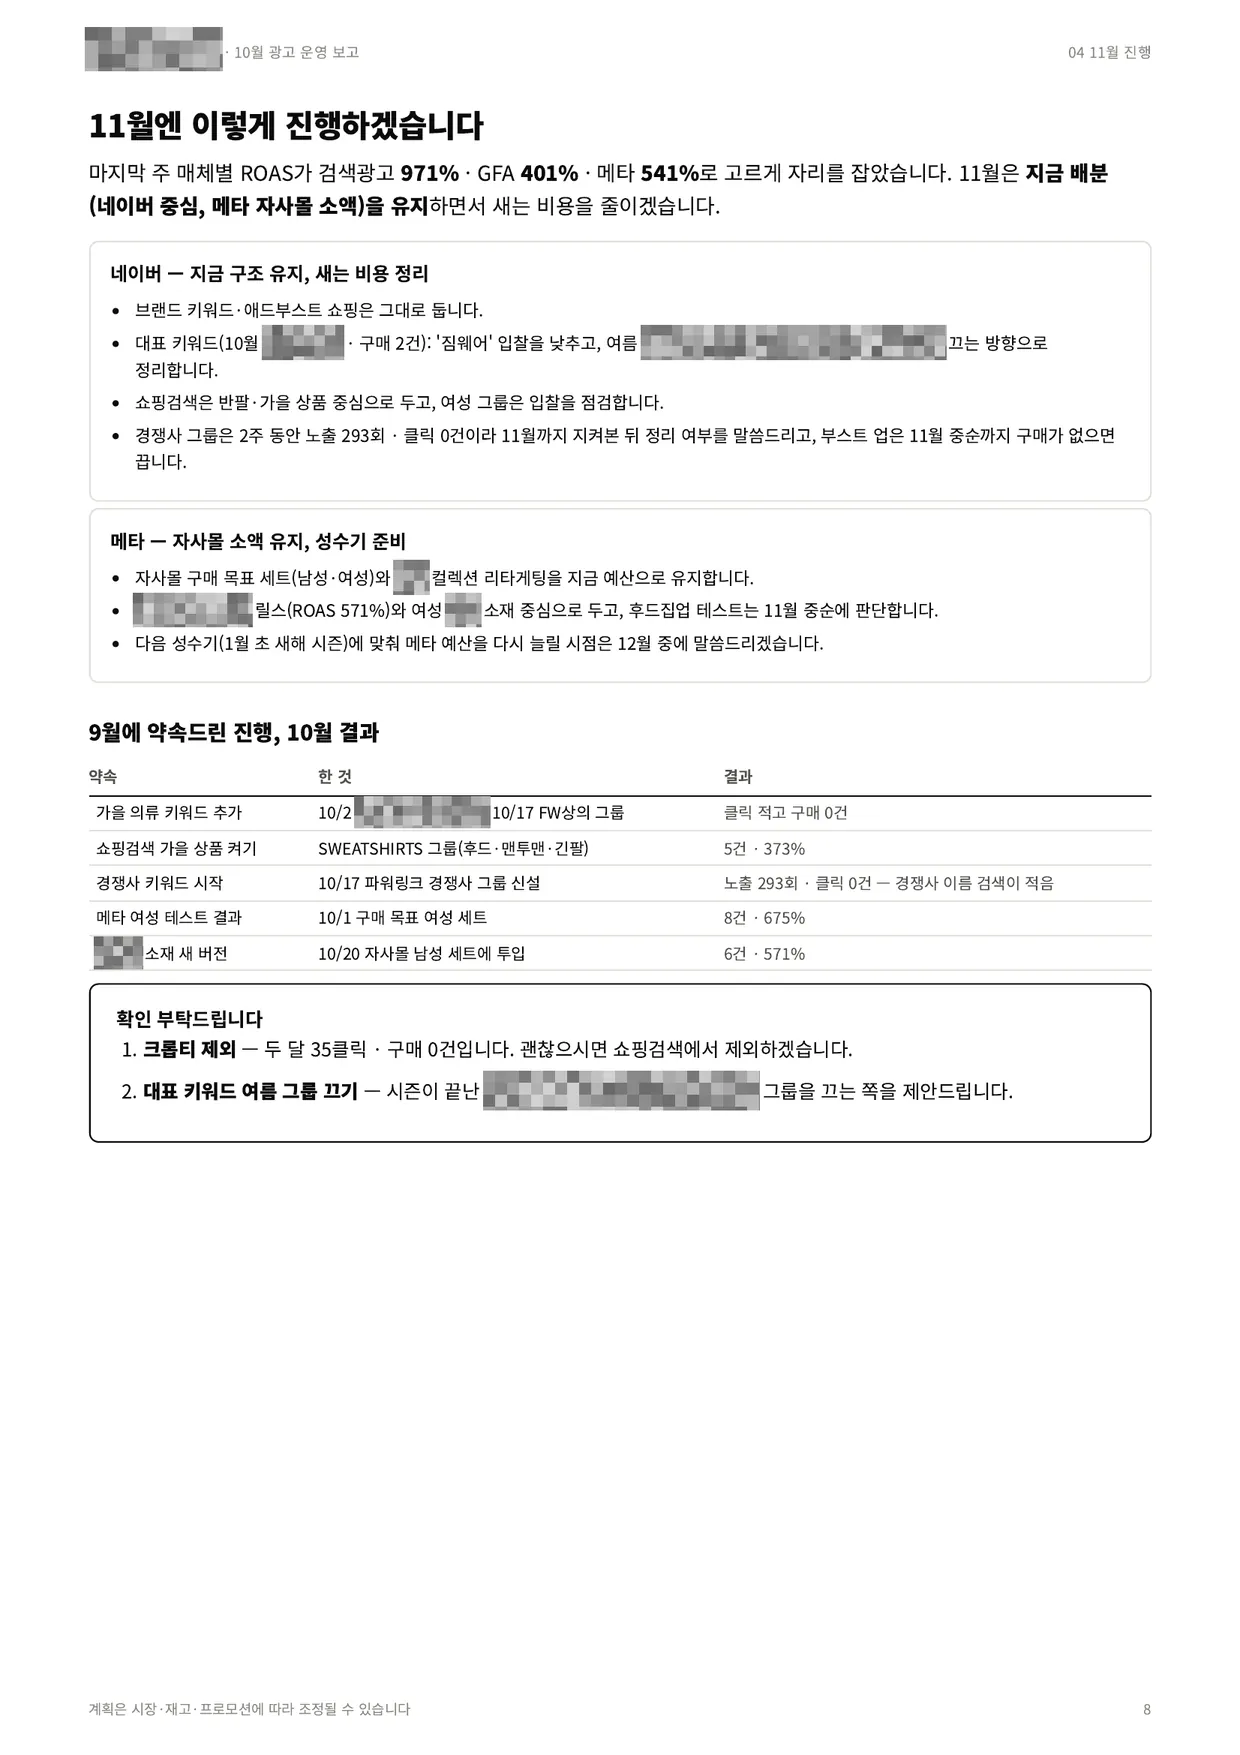 · 10월 광고 운영 보고
04 11월 진행
11월엔 이렇게 진행하겠습니다
마지막 주 매체별 ROAS가 검색광고 971% · GFA 401% · 메타 541%로 고르게 자리를 잡았습니다. 11월은 지금 배분
(네이버 중심, 메타 자사몰 소액)을 유지하면서 새는 비용을 줄이겠습니다.
네이버 — 지금 구조 유지, 새는 비용 정리
• 브랜드 키워드·애드부스트 쇼핑은 그대로 둡니다.
• 대표 키워드(10월 · 구매 2건): '짐웨어' 입찰을 낮추고, 여름 끄는 방향으로
정리합니다.
• 쇼핑검색은 반팔·가을 상품 중심으로 두고, 여성 그룹은 입찰을 점검합니다.
• 경쟁사 그룹은 2주 동안 노출 293회 · 클릭 0건이라 11월까지 지켜본 뒤 정리 여부를 말씀드리고, 부스트 업은 11월 중순까지 구매가 없으면
끕니다.
메타 — 자사몰 소액 유지, 성수기 준비
• 자사몰 구매 목표 세트(남성·여성)와 컬렉션 리타게팅을 지금 예산으로 유지합니다.
• 릴스(ROAS 571%)와 여성 소재 중심으로 두고, 후드집업 테스트는 11월 중순에 판단합니다.
• 다음 성수기(1월 초 새해 시즌)에 맞춰 메타 예산을 다시 늘릴 시점은 12월 중에 말씀드리겠습니다.
9월에 약속드린 진행, 10월 결과
약속 한 것 결과
가을 의류 키워드 추가 10/2 10/17 FW상의 그룹 클릭 적고 구매 0건
쇼핑검색 가을 상품 켜기 SWEATSHIRTS 그룹(후드·맨투맨·긴팔) 5건 · 373%
경쟁사 키워드 시작 10/17 파워링크 경쟁사 그룹 신설 노출 293회 · 클릭 0건 — 경쟁사 이름 검색이 적음
메타 여성 테스트 결과 10/1 구매 목표 여성 세트 8건 · 675%
소재 새 버전 10/20 자사몰 남성 세트에 투입 6건 · 571%
확인 부탁드립니다
1. 크롭티 제외 — 두 달 35클릭 · 구매 0건입니다. 괜찮으시면 쇼핑검색에서 제외하겠습니다.
2. 대표 키워드 여름 그룹 끄기 — 시즌이 끝난 그룹을 끄는 쪽을 제안드립니다.
계획은 시장·재고·프로모션에 따라 조정될 수 있습니다
8